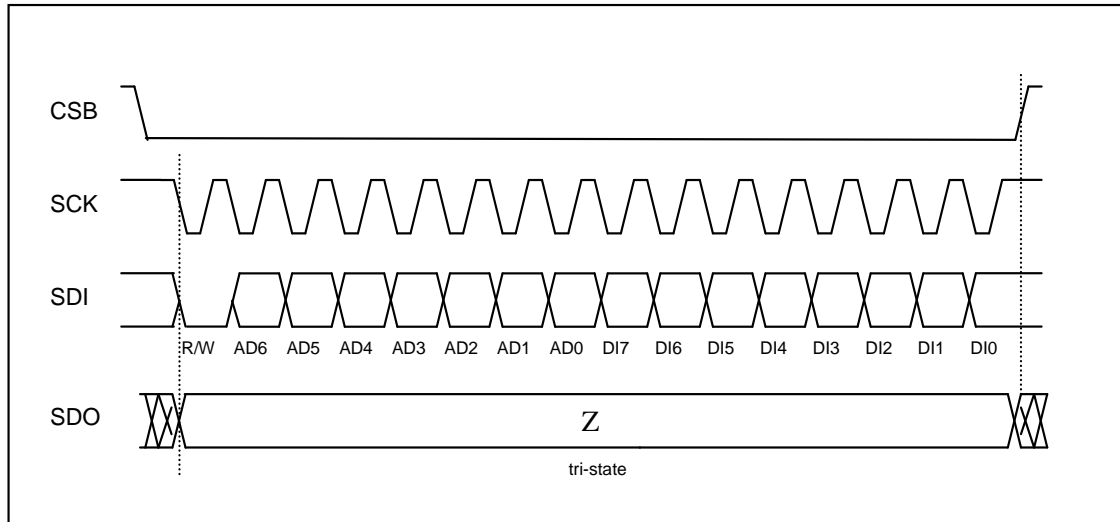 CSB
SCK
SDI
R/W AD6 AD5 AD4 AD3 AD2 AD1 AD0 DI7 DI6 DI5 DI4 DI3 DI2 DI1 DI0
SDO
Z
tri-state